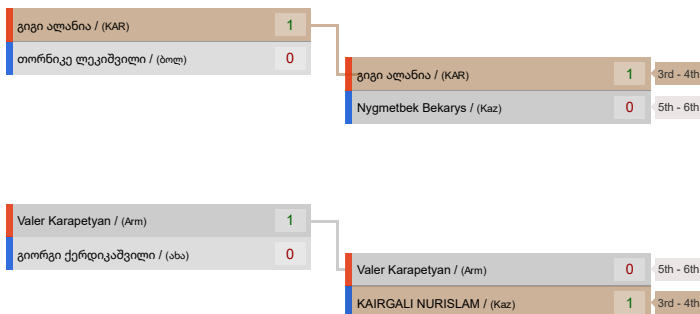 გიგი ალანია / (KAR) 1
თორნიკე ლეკიშვილი / (ბოლ) 0
გიგი ალანია / (KAR) 1 3rd - 4th
Nygmetbek Bekarys / (Kaz) 0 5th - 6th
Valer Karapetyan / (Arm) 1
გიორგი ქერდიკაშვილი / (ახა) 0
Valer Karapetyan / (Arm) 0 5th - 6th
KAIRGALI NURISLAM / (Kaz) 1 3rd - 4th